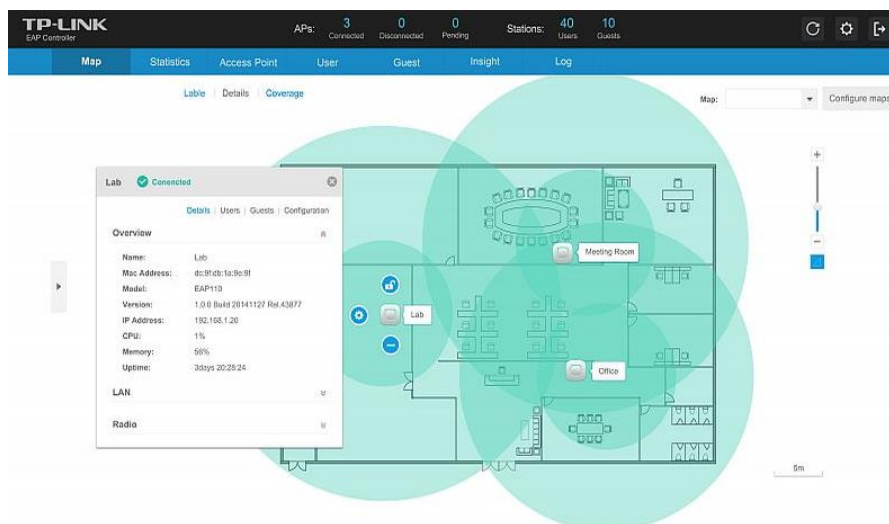 TP-LINK
EAP Controller
APs: 3 Connected 0 Disconnected 0 Pending Stations: 40 Users 10 Guests
Map Statistics Access Point User Guest Insight Log
Lable Details Coverage
Map: Configure maps
Lab Conencted
Details Users Guests Configuration
Overview
Name: Lab
Mac Address: dc:9f:db:1a:9e:9f
Model: EAP110
Version: 1.0.0 Build 20141127 Rel.43877
IP Address: 192.168.1.20
CPU: 1%
Memory: 56%
Uptime: 3days 20:28:24
LAN
Radio
Meeting Room
Lab
Office
5m